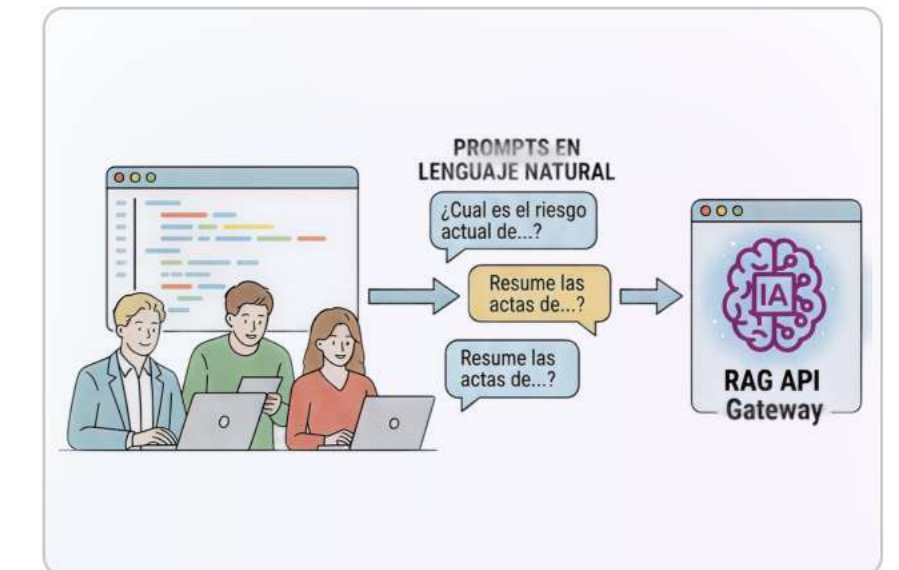 PROMPTS EN
LENGUAJE NATURAL
¿Cual es el riesgo
actual de...?
Resume las
actas de...?
Resume las
actas de...?
IA
RAG API
Gateway